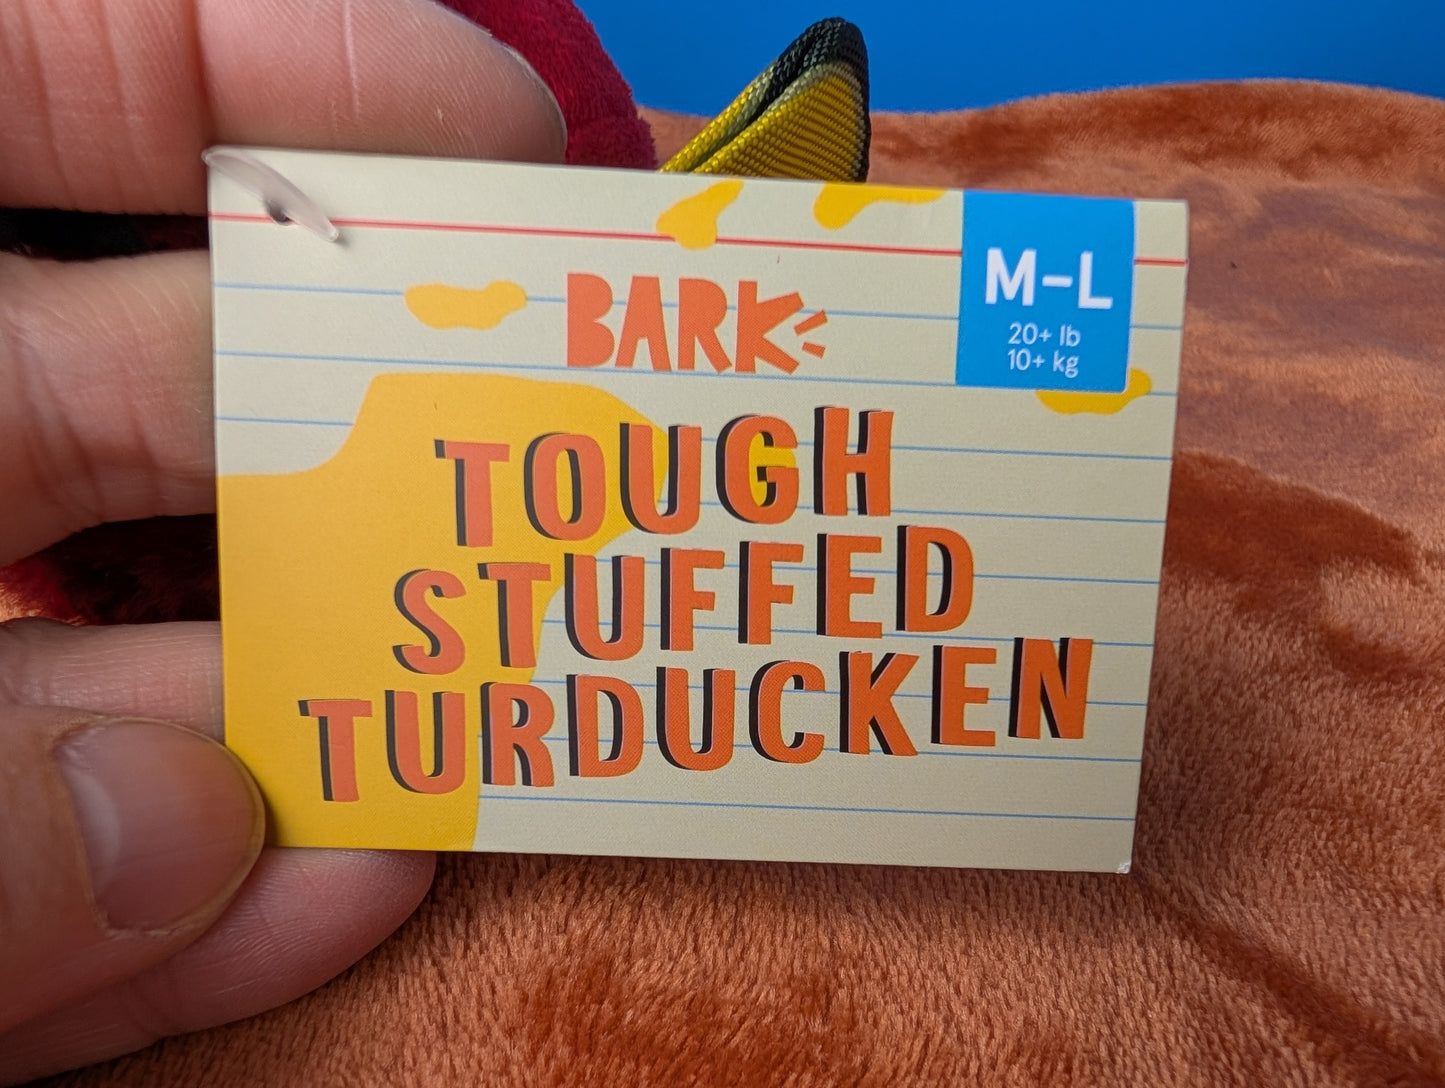 BARK
M-L
20+ lb
10+ kg
TOUGH
STUFFED
TURDUCKEN